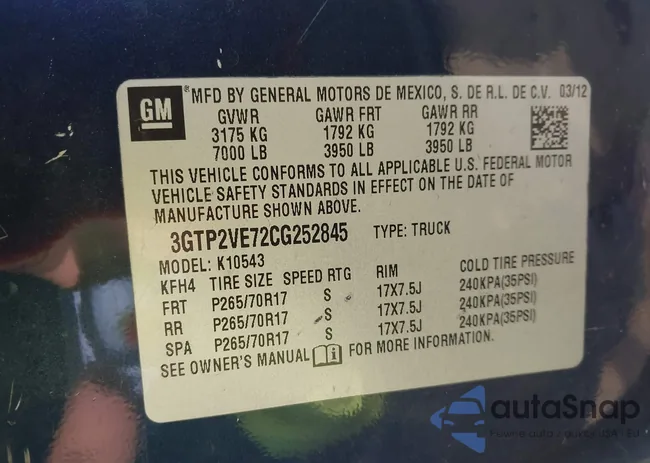 GM
MFD BY GENERAL MOTORS DE MEXICO, S. DE R.L. DE C.V. 03/12
GVWR GAWR FRT GAWR RR
3175 KG 1792 KG 1792 KG
7000 LB 3950 LB 3950 LB
THIS VEHICLE CONFORMS TO ALL APPLICABLE U.S. FEDERAL MOTOR
VEHICLE SAFETY STANDARDS IN EFFECT ON THE DATE OF
MANUFACTURE SHOWN ABOVE.
3GTP2VE72CG252845 TYPE: TRUCK
MODEL: K10543
KFH4 TIRE SIZE SPEED RTG RIM COLD TIRE PRESSURE
FRT P265/70R17 S 17X7.5J 240KPA(35PSI)
RR P265/70R17 S 17X7.5J 240KPA(35PSI)
SPA P265/70R17 S 17X7.5J 240KPA(35PSI)
SEE OWNER'S MANUAL FOR MORE INFORMATION.
autaSnap